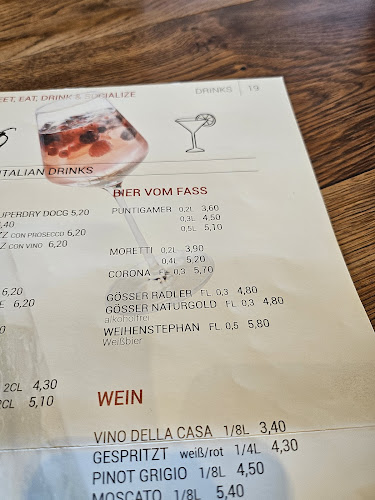 EET, EAT, DRINK & SOCIALIZE
DRINKS | 19
ITALIAN DRINKS
SUPERDRY DOCG 5,20
,40
TZ CON PROSECCO 6,20
TZ CON VINO 6,20
6,20
E 6,20
2CL 4,30
2CL 5,10
BIER VOM FASS
PUNTIGAMER 0,2L 3,60
0,3L 4,50
0,5L 5,10
MORETTI 0,2L 3,90
0,4L 5,20
CORONA FL 0,3 5,70
GÖSSER RADLER FL. 0,3 4,80
GÖSSER NATURGOLD FL. 0,3 4,80
alkoholfrei
WEIHENSTEPHAN FL. 0,5 5,80
Weißbier
WEIN
VINO DELLA CASA 1/8L 3,40
GESPRITZT weiß/rot 1/4L 4,30
PINOT GRIGIO 1/8L 4,50
MOSCATO 1/8L 5,40